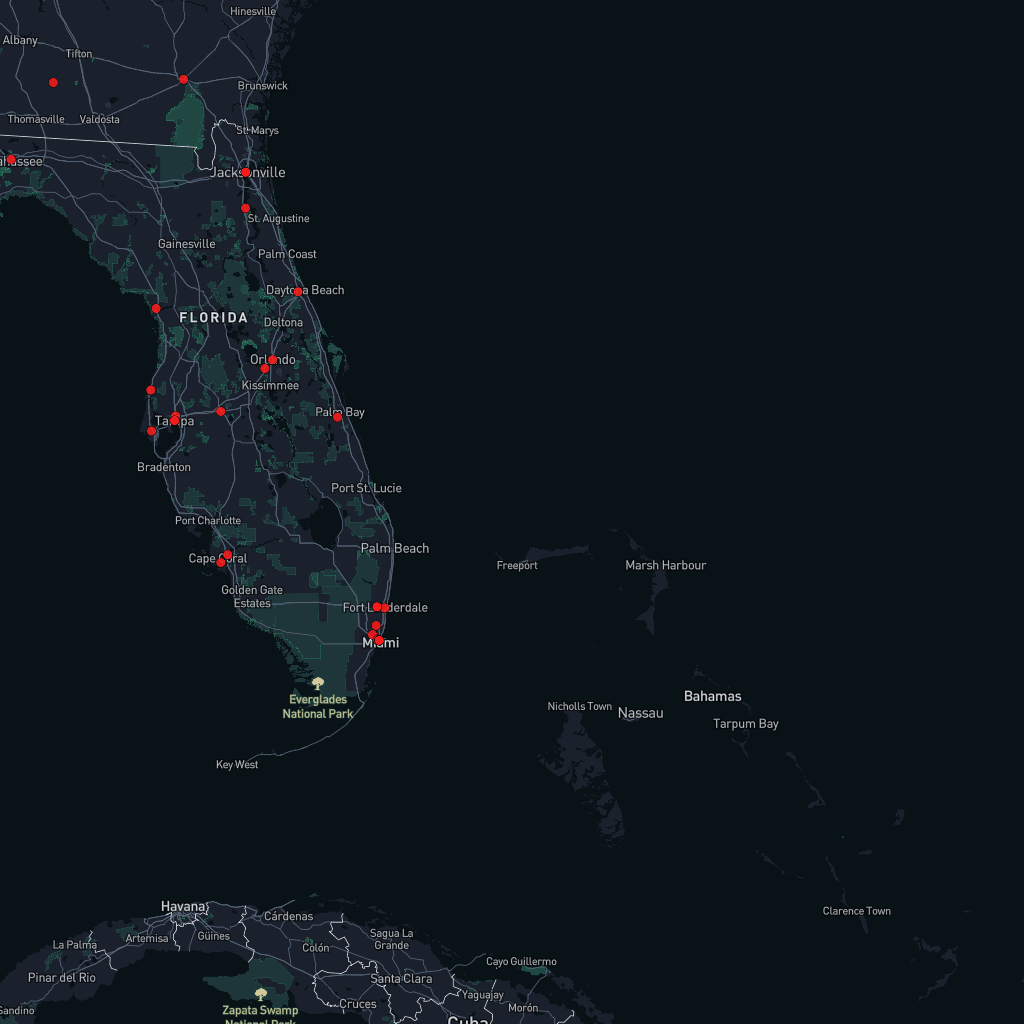 Hinesville
Albany
Tifton
Brunswick
Thomasville
Valdosta
St. Marys
ahassee
Jacksonville
St. Augustine
Gainesville
Palm Coast
Daytona Beach
FLORIDA
Deltona
Orlando
Kissimmee
Palm Bay
Tampa
Bradenton
Port St. Lucie
Port Charlotte
Palm Beach
Cape Coral
Freeport
Marsh Harbour
Golden Gate
Estates
Fort Lauderdale
Miami
Everglades
National Park
Bahamas
Nicholls Town
Nassau
Tarpum Bay
Key West
Havana
Cárdenas
Clarence Town
Artemisa
Güines
La Palma
Colón
Sagua La
Grande
Cayo Guillermo
Pinar del Rio
Santa Clara
Yaguajay
Cruces
Morón
Sandino
Zapata Swamp
National Park
Cuba